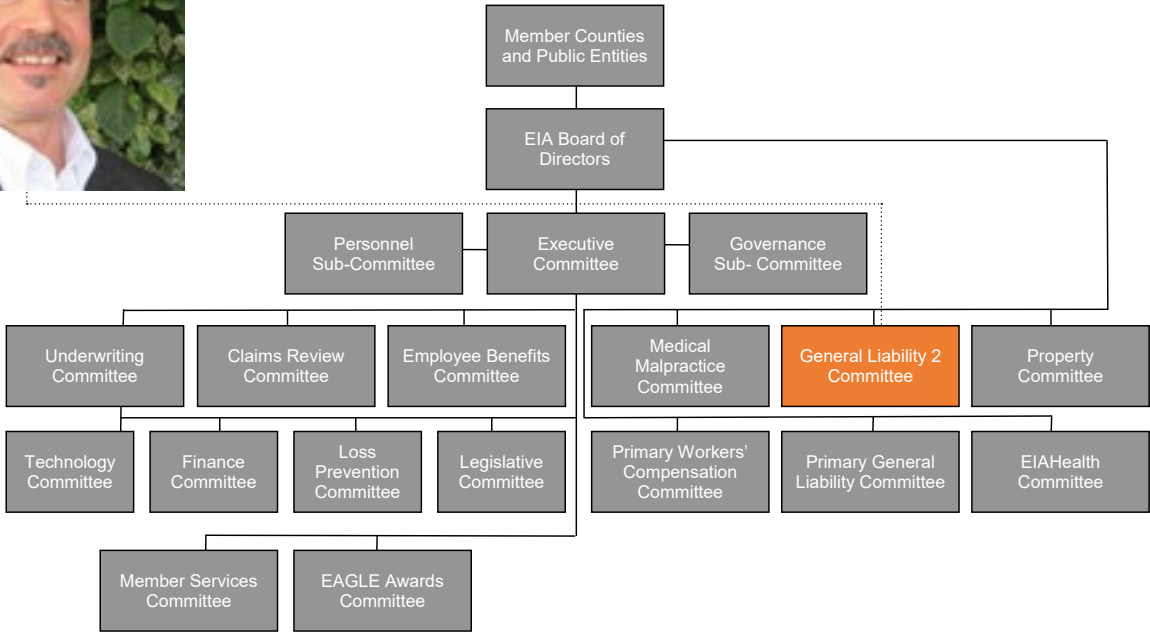 Member Counties
and Public Entities
EIA Board of
Directors
Personnel
Sub-Committee
Executive
Committee
Governance
Sub- Committee
Underwriting
Committee
Claims Review
Committee
Employee Benefits
Committee
Medical
Malpractice
Committee
General Liability 2
Committee
Property
Committee
Technology
Committee
Finance
Committee
Loss
Prevention
Committee
Legislative
Committee
Primary Workers’
Compensation
Committee
Primary General
Liability Committee
EIAHealth
Committee
Member Services
Committee
EAGLE Awards
Committee